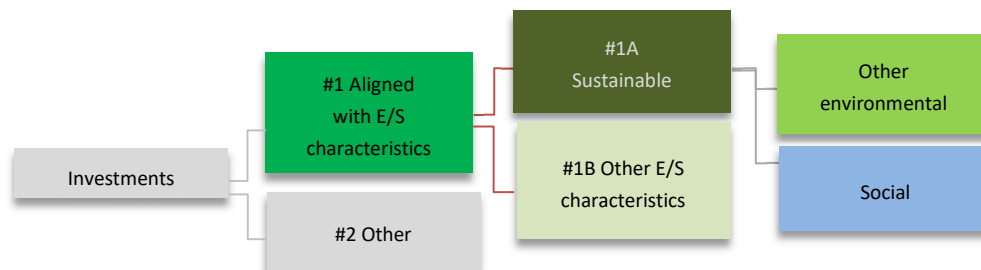 Investments
#1 Aligned
with E/S
characteristics
#2 Other
#1A
Sustainable
#1B Other E/S
characteristics
Other
environmental
Social